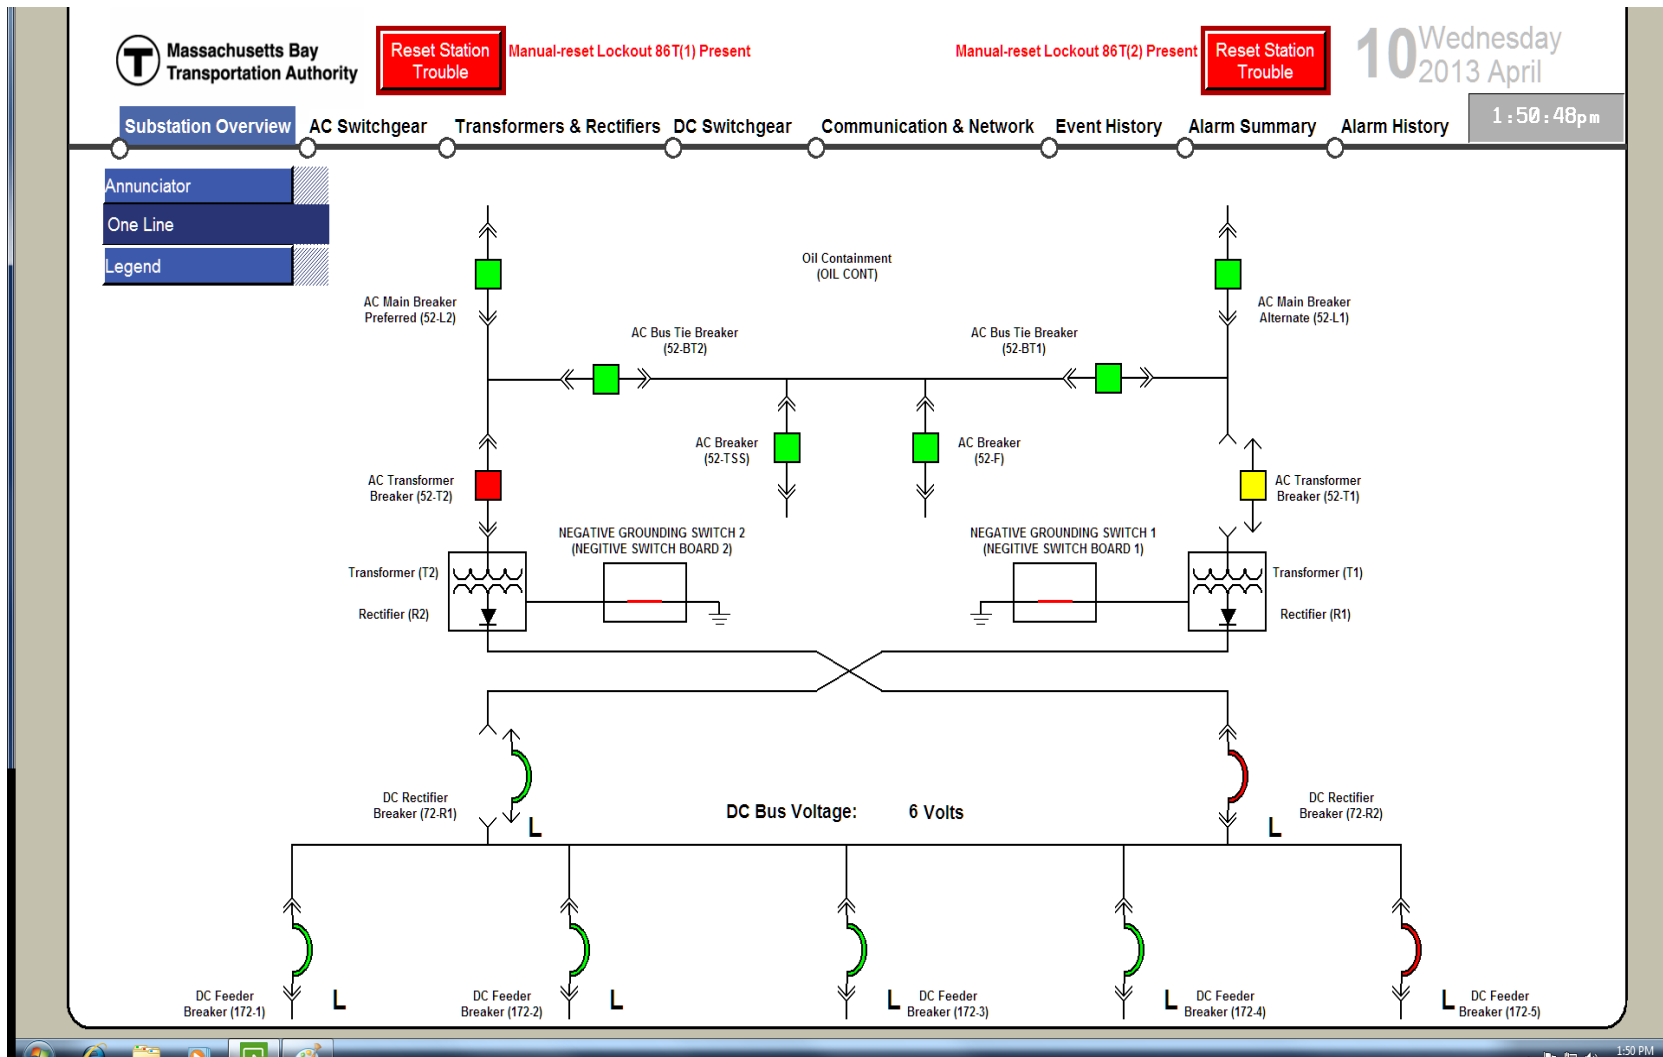 Massachusetts Bay
Transportation Authority
Reset Station
Trouble
Manual-reset Lockout 86T(1) Present
Manual-reset Lockout 86T(2) Present
Reset Station
Trouble
10
Wednesday
2013 April
1:50:48pm
Substation Overview
AC Switchgear
Transformers & Rectifiers
DC Switchgear
Communication & Network
Event History
Alarm Summary
Alarm History
Annunciator
One Line
Legend
Oil Containment
(OIL CONT)
AC Main Breaker
Preferred (52-L2)
AC Main Breaker
Alternate (52-L1)
AC Bus Tie Breaker
(52-BT2)
AC Bus Tie Breaker
(52-BT1)
AC Breaker
(52-TSS)
AC Breaker
(52-F)
AC Transformer
Breaker (52-T2)
AC Transformer
Breaker (52-T1)
NEGATIVE GROUNDING SWITCH 2
(NEGITIVE SWITCH BOARD 2)
NEGATIVE GROUNDING SWITCH 1
(NEGITIVE SWITCH BOARD 1)
Transformer (T2)
Rectifier (R2)
Transformer (T1)
Rectifier (R1)
DC Rectifier
Breaker (72-R1)
L
DC Bus Voltage: 6 Volts
DC Rectifier
Breaker (72-R2)
L
DC Feeder
Breaker (172-1)
L
DC Feeder
Breaker (172-2)
L
L
DC Feeder
Breaker (172-3)
L
DC Feeder
Breaker (172-4)
L
DC Feeder
Breaker (172-5)
1:50 PM